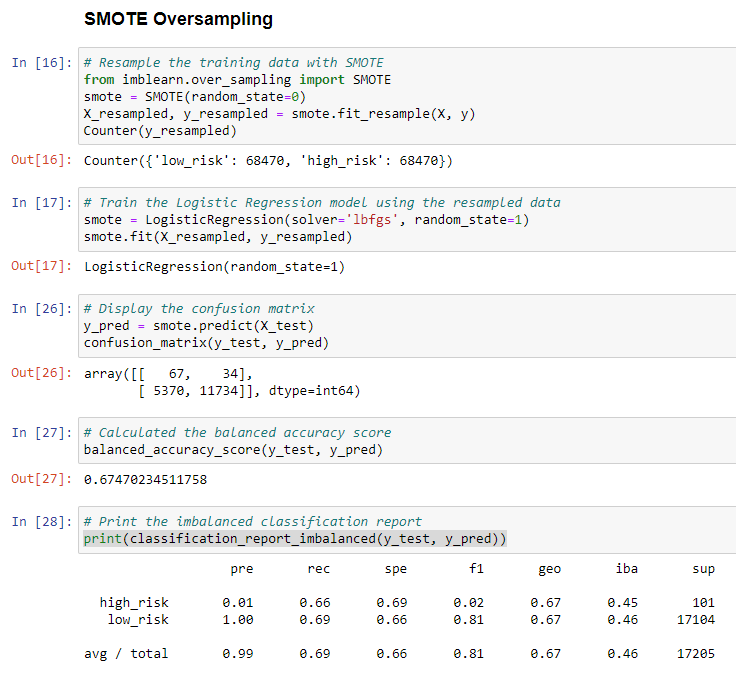 SMOTE Oversampling
In [16]: # Resample the training data with SMOTE
from imblearn.over_sampling import SMOTE
smote = SMOTE(random_state=0)
X_resampled, y_resampled = smote.fit_resample(X, y)
Counter(y_resampled)
Out[16]: Counter({'low_risk': 68470, 'high_risk': 68470})
In [17]: # Train the Logistic Regression model using the resampled data
smote = LogisticRegression(solver='lbfgs', random_state=1)
smote.fit(X_resampled, y_resampled)
Out[17]: LogisticRegression(random_state=1)
In [26]: # Display the confusion matrix
y_pred = smote.predict(X_test)
confusion_matrix(y_test, y_pred)
Out[26]: array([[   67,    34],
       [ 5370, 11734]], dtype=int64)
In [27]: # Calculated the balanced accuracy score
balanced_accuracy_score(y_test, y_pred)
Out[27]: 0.67470234511758
In [28]: # Print the imbalanced classification report
print(classification_report_imbalanced(y_test, y_pred))
pre rec spe f1 geo iba sup
high_risk 0.01 0.66 0.69 0.02 0.67 0.45 101
low_risk 1.00 0.69 0.66 0.81 0.67 0.46 17104
avg / total 0.99 0.69 0.66 0.81 0.67 0.46 17205